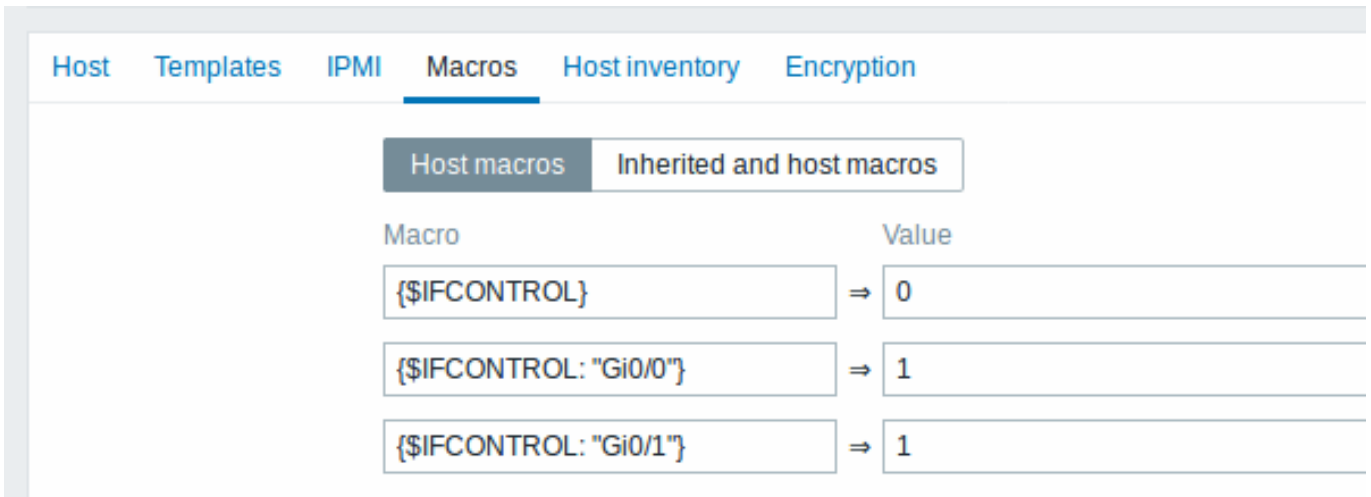 Host Templates IPMI Macros Host inventory Encryption
Host macros Inherited and host macros
Macro Value
{$IFCONTROL} ⇒ 0
{$IFCONTROL: "Gi0/0"} ⇒ 1
{$IFCONTROL: "Gi0/1"} ⇒ 1